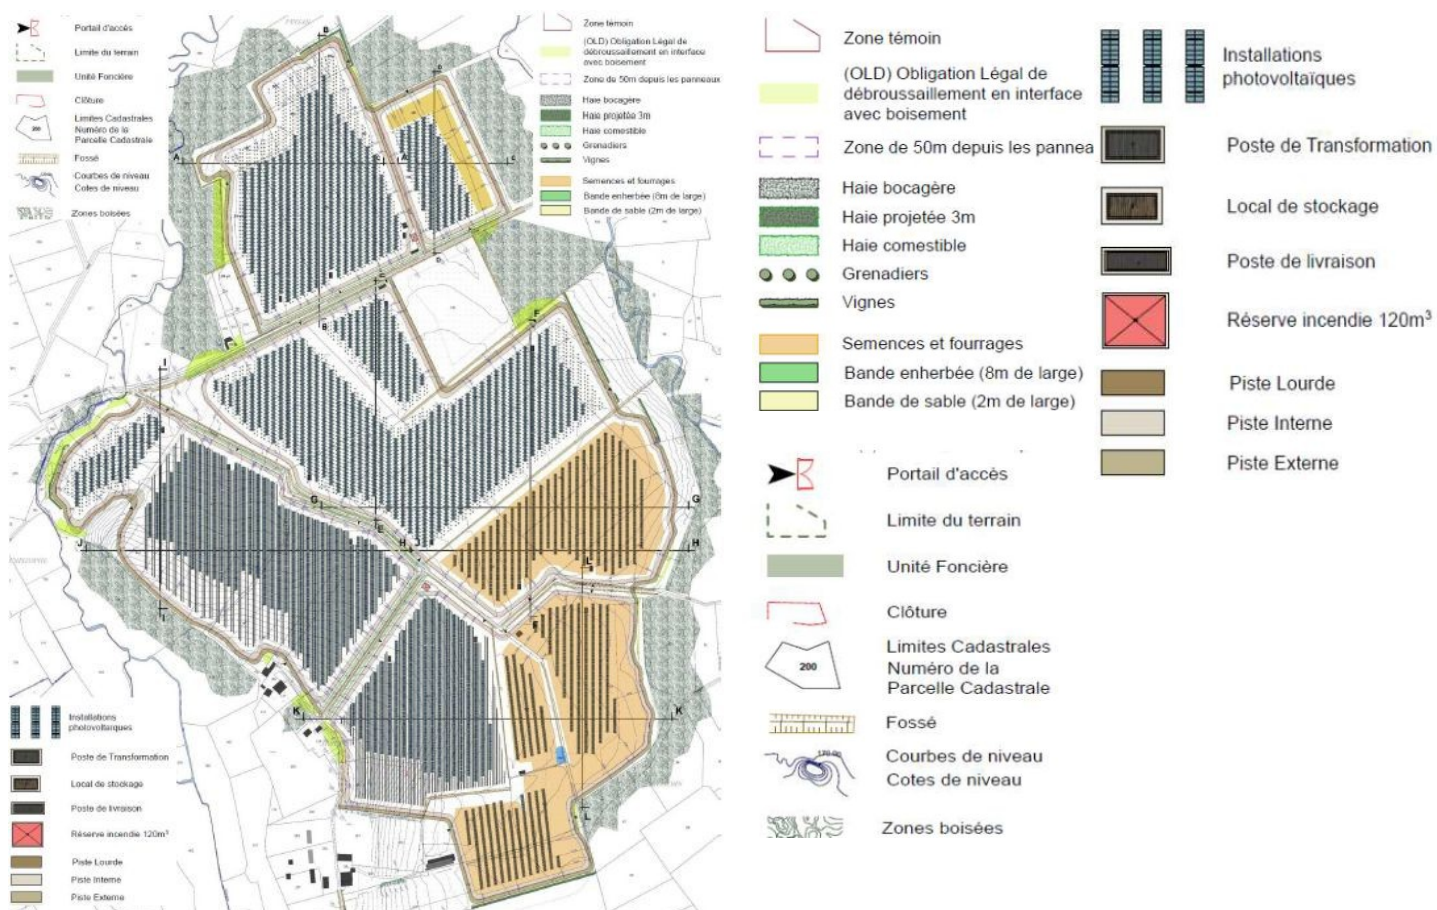 Portail d'accès
Limite du terrain
Unité Foncière
Clôture
Limites Cadastrales
Numéro de la
Parcelle Cadastrale
200
Fossé
Courbes de niveau
Cotes de niveau
Zones boisées
Zone témoin
(OLD) Obligation Légal de
débroussaillement en interface
avec boisement
Zone de 50m depuis les panneaux
Haie bocagère
Haie projetée 3m
Haie comestible
Grenadiers
Vignes
Semences et fourrages
Bande enherbée (8m de large)
Bande de sable (2m de large)
B
A
C
A
C
D
D
B
F
I
G
G
E
J
H
H
L
I
K
K
L
Installations
photovoltaïques
Poste de Transformation
Local de stockage
Poste de livraison
Réserve incendie 120m³
Piste Lourde
Piste Interne
Piste Externe
Zone témoin
(OLD) Obligation Légal de
débroussaillement en interface
avec boisement
Zone de 50m depuis les pannea
Haie bocagère
Haie projetée 3m
Haie comestible
Grenadiers
Vignes
Semences et fourrages
Bande enherbée (8m de large)
Bande de sable (2m de large)
Portail d'accès
Limite du terrain
Unité Foncière
Clôture
Limites Cadastrales
Numéro de la
Parcelle Cadastrale
200
Fossé
Courbes de niveau
Cotes de niveau
Zones boisées
Installations
photovoltaïques
Poste de Transformation
Local de stockage
Poste de livraison
Réserve incendie 120m³
Piste Lourde
Piste Interne
Piste Externe